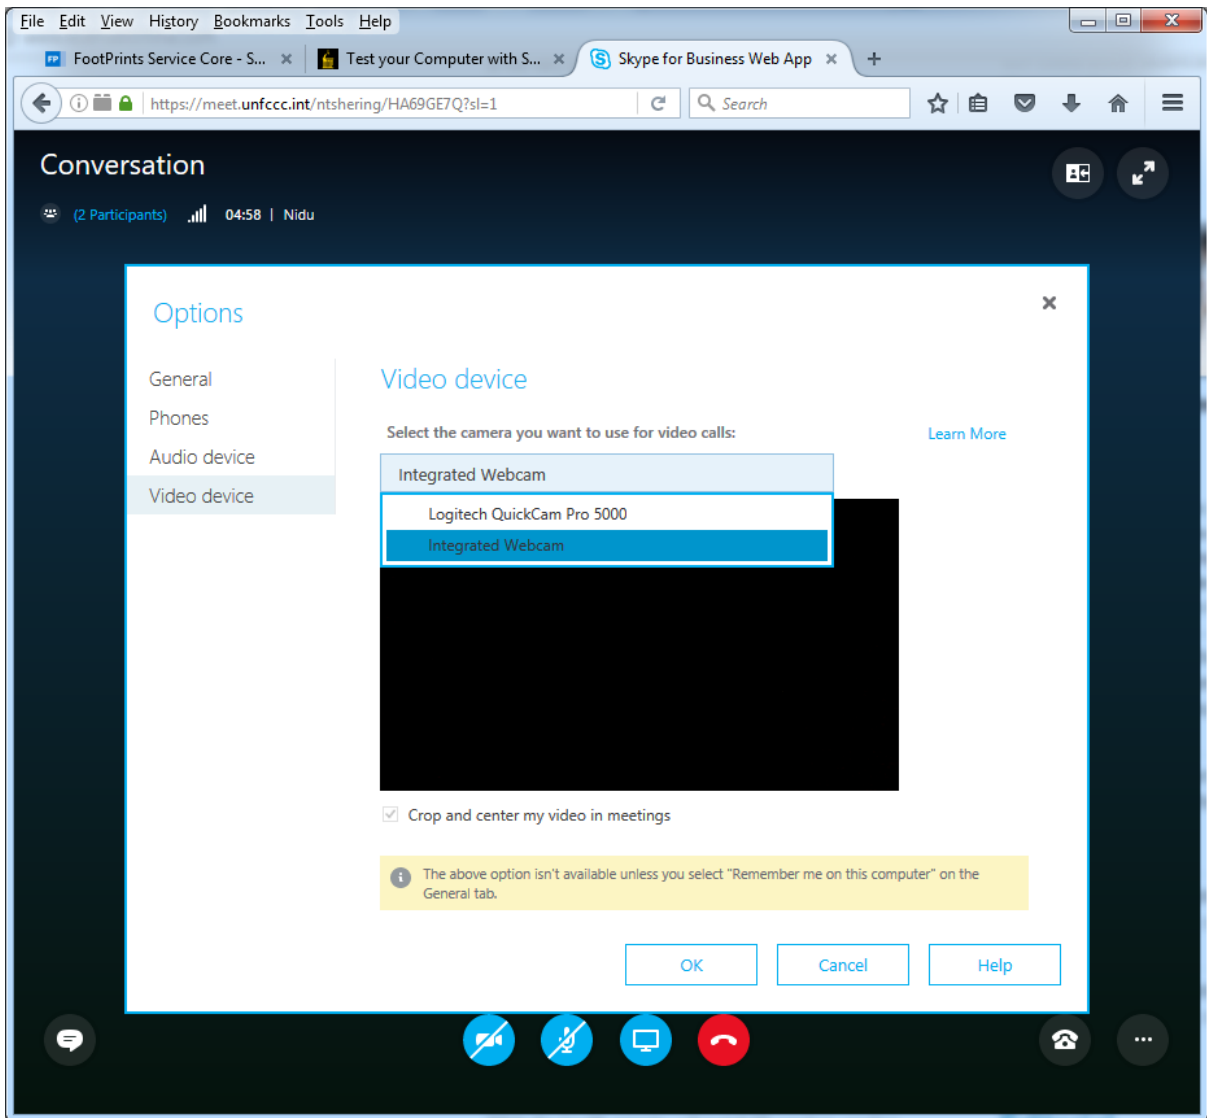 File Edit View History Bookmarks Tools Help
FP FootPrints Service Core - S... Test your Computer with S... Skype for Business Web App
https://meet.unfccc.int/ntshering/HA69GE7Q?sl=1 Search
Conversation
(2 Participants) 04:58 | Nidu
Options
General
Phones
Audio device
Video device
Video device
Select the camera you want to use for video calls:
Learn More
Integrated Webcam
Logitech QuickCam Pro 5000
Integrated Webcam
Crop and center my video in meetings
The above option isn't available unless you select "Remember me on this computer" on the
General tab.
OK Cancel Help